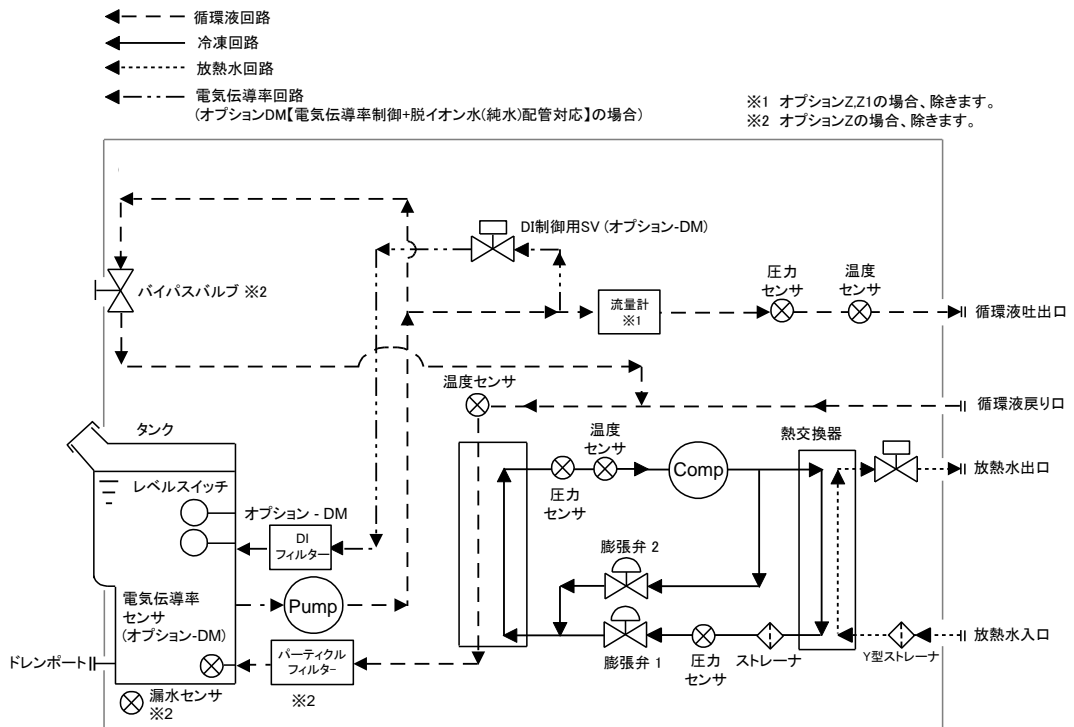 循環液回路
冷凍回路
放熱水回路
電気伝導率回路
(オプションDM【電気伝導率制御+脱イオン水(純水)配管対応】の場合)
※1 オプションZ,Z1の場合、除きます。
※2 オプションZの場合、除きます。
DI制御用SV (オプション-DM)
バイパスバルブ ※2
流量計
※1
圧力
センサ
温度
センサ
循環液吐出口
温度センサ
循環液戻り口
タンク
温度
センサ
熱交換器
Comp
放熱水出口
レベルスイッチ
圧力
センサ
オプション - DM
DI
フィルター
膨張弁 2
電気伝導率
センサ
(オプション-DM)
Pump
放熱水入口
ドレンポート
パーティクル
フィルター
※2
膨張弁 1
圧力
センサ
ストレーナ
Y型ストレーナ
漏水センサ
※2